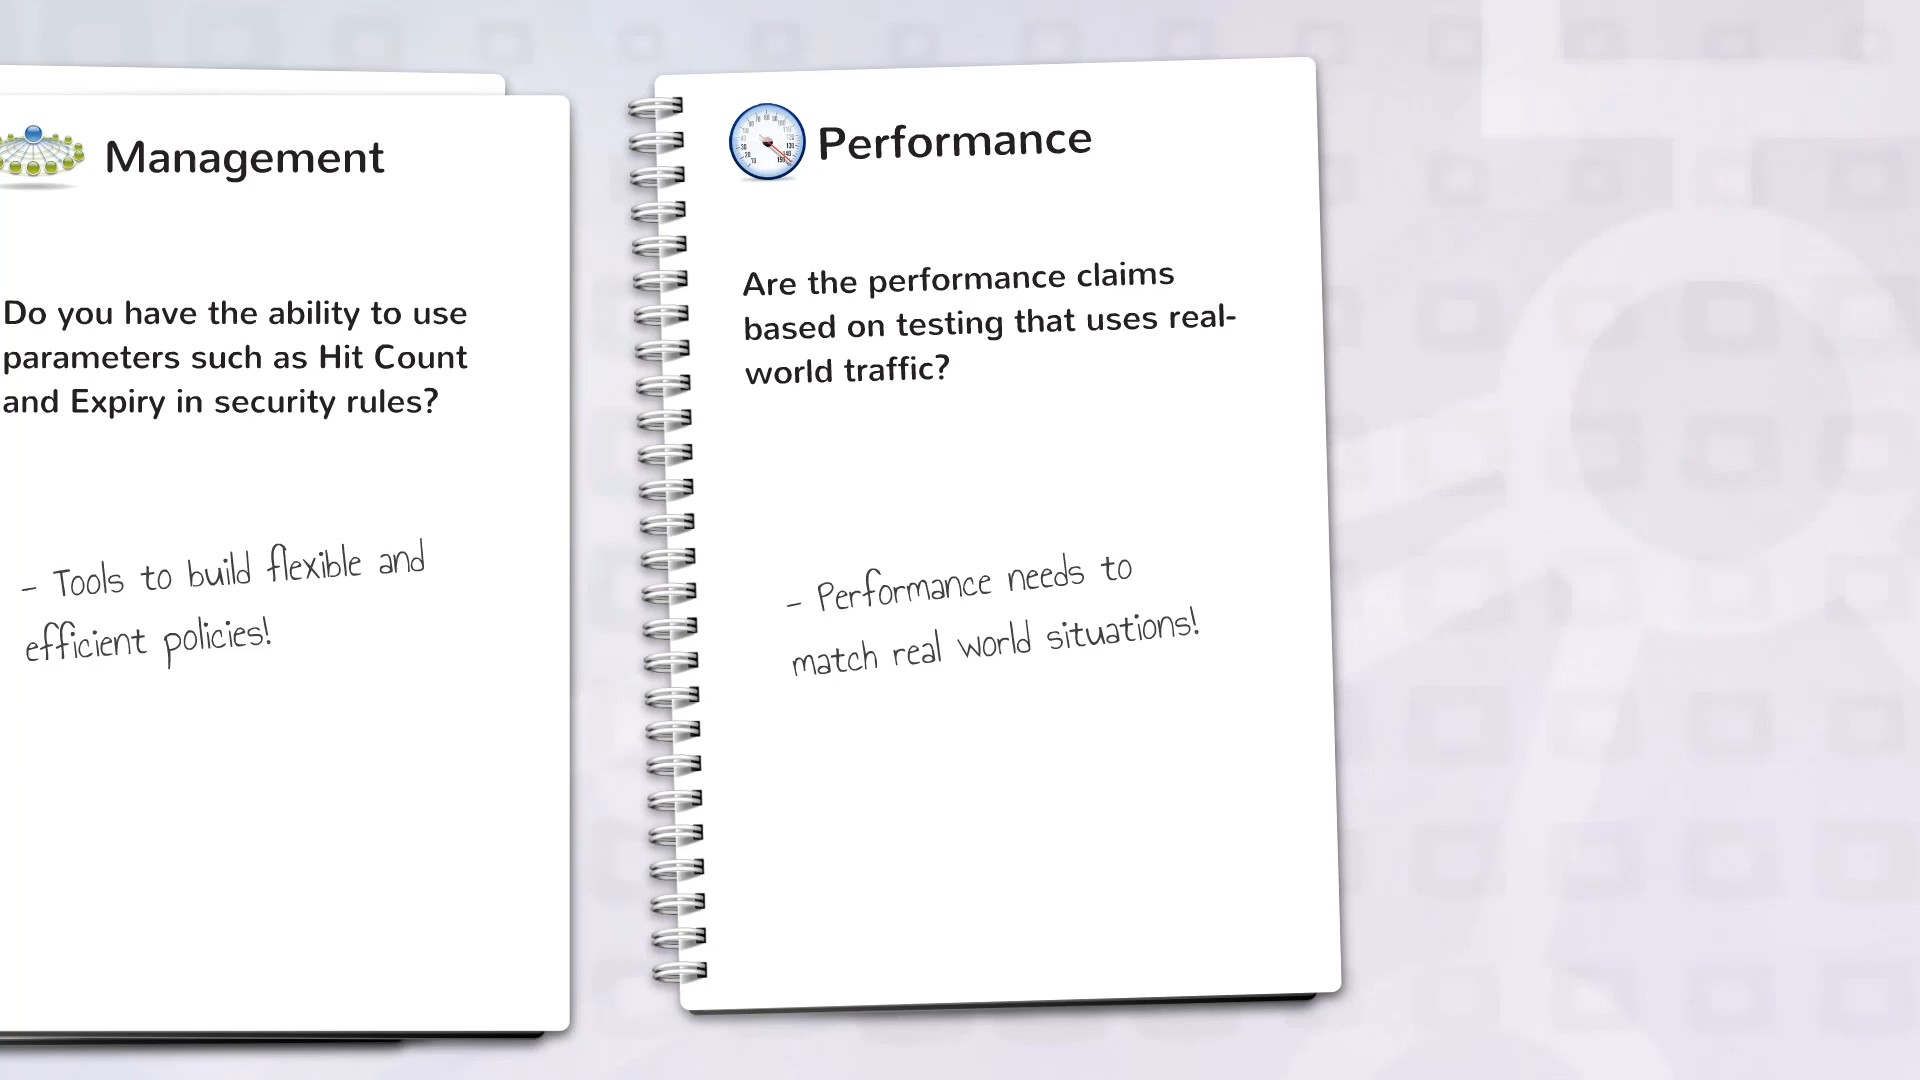 Management
Do you have the ability to use
parameters such as Hit Count
and Expiry in security rules?
- Tools to build flexible and
efficient policies!
Performance
Are the performance claims
based on testing that uses real-
world traffic?
- Performance needs to
match real world situations!